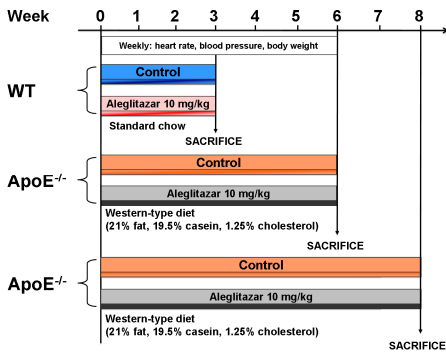 Week 0 1 2 3 4 5 6 7 8
Weekly: heart rate, blood pressure, body weight
WT
Control
Aleglitazar 10 mg/kg
Standard chow
SACRIFICE
ApoE-/-
Control
Aleglitazar 10 mg/kg
Western-type diet
(21% fat, 19.5% casein, 1.25% cholesterol)
SACRIFICE
ApoE-/-
Control
Aleglitazar 10 mg/kg
Western-type diet
(21% fat, 19.5% casein, 1.25% cholesterol)
SACRIFICE